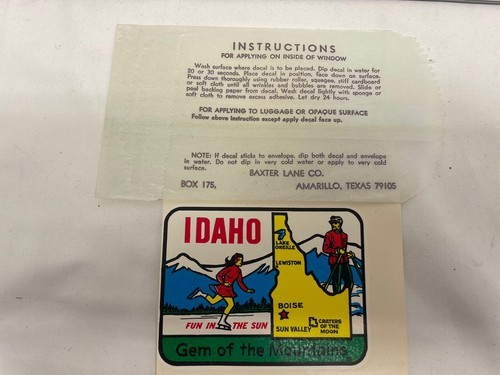 INSTRUCTIONS
FOR APPLYING ON INSIDE OF WINDOW
Wash surface where decal is to be placed. Dip decal in water for
20 or 30 seconds. Place decal in position, face down on surface.
Press down thoroughly using rubber roller, squeegee, stiff cardboard
or soft cloth until all wrinkles and bubbles are removed. Slide or
peel backing paper from decal. Wash decal lightly with sponge or
soft cloth to remove excess adhesive. Let dry 24 hours.
FOR APPLYING TO LUGGAGE OR OPAQUE SURFACE
Follow above instruction except apply decal face up.
NOTE: If decal sticks to envelope, dip both decal and envelope
in water. Do not dip in very cold water or apply to very cold
surface.
BAXTER LANE CO.
BOX 175, AMARILLO, TEXAS 79105
IDAHO
LAKE
OREILLE
LEWISTON
BOISE
SUN VALLEY
CRATERS
OF THE
MOON
FUN IN THE SUN
Gem of the Mountains